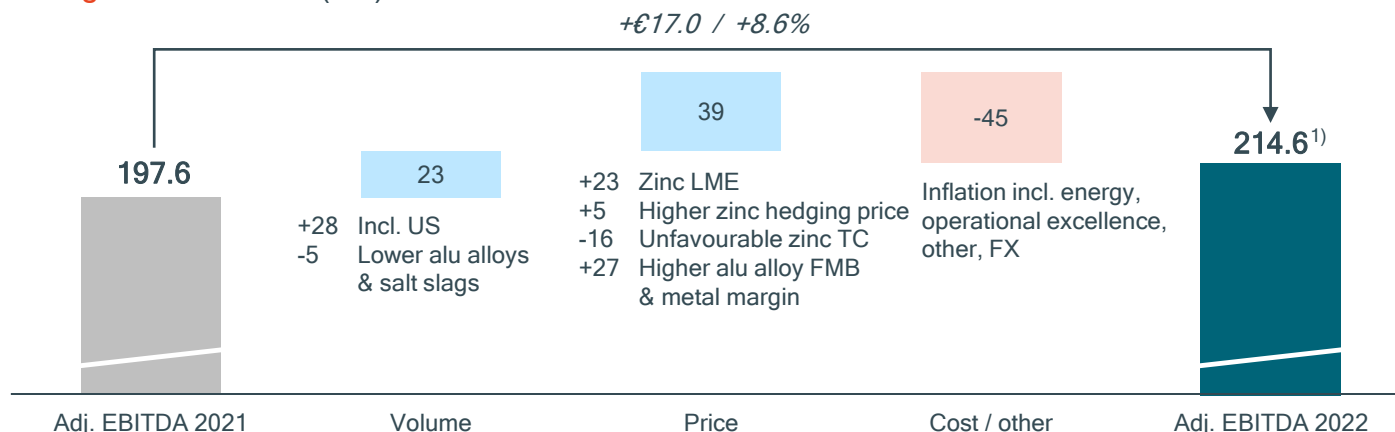 +€17.0 / +8.6%
197.6
23
39
-45
214.6¹⁾
+28 Incl. US
-5 Lower alu alloys
& salt slags
+23 Zinc LME
+5 Higher zinc hedging price
-16 Unfavourable zinc TC
+27 Higher alu alloy FMB
& metal margin
Inflation incl. energy,
operational excellence,
other, FX
Adj. EBITDA 2021
Volume
Price
Cost / other
Adj. EBITDA 2022